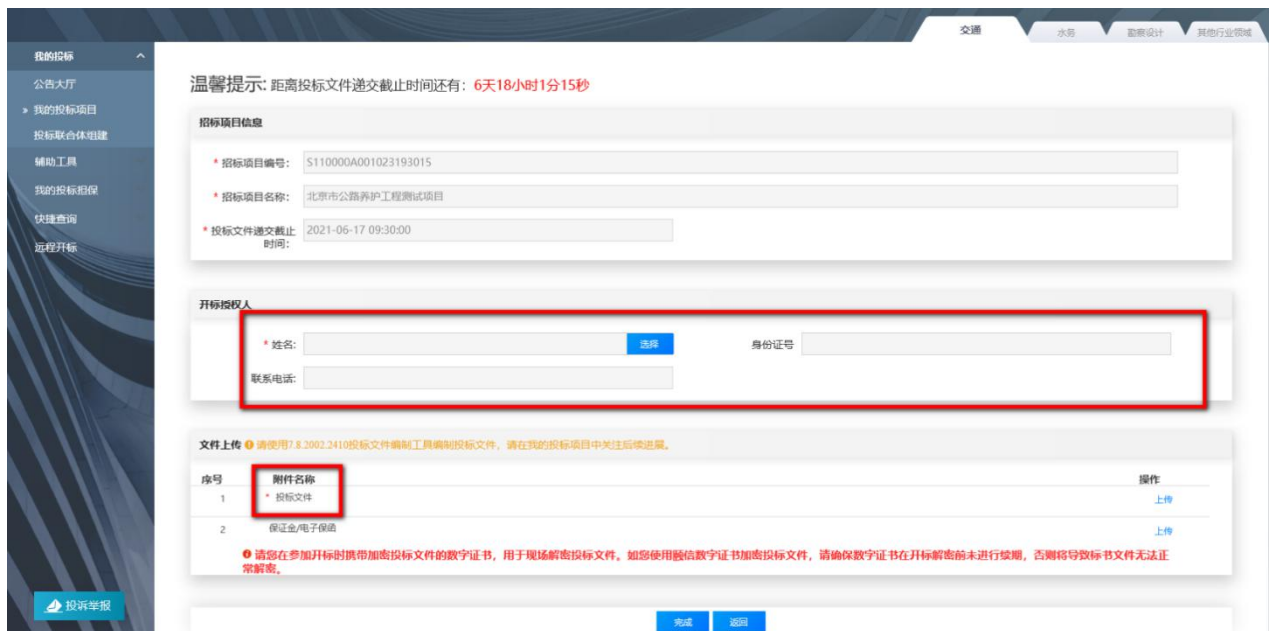 交通
水务
勘察设计
其他行业领域
我的投标
公告大厅
» 我的投标项目
投标联合体组建
辅助工具
我的投标担保
快捷查询
远程开标
投诉举报
温馨提示: 距离投标文件递交截止时间还有：6天18小时1分15秒
招标项目信息
* 招标项目编号： S110000A001023193015
* 招标项目名称： 北京市公路养护工程测试项目
* 投标文件递交截止 2021-06-17 09:30:00
时间：
开标授权人
* 姓名: 选择 身份证号
联系电话:
文件上传 请使用7.8.2002.2410投标文件编制工具编制投标文件，请在我的投标项目中关注后续进展。
序号 附件名称 操作
1 * 投标文件 上传
2 保证金/电子保函 上传
请您在参加开标时携带加密投标文件的数字证书，用于现场解密投标文件。如您使用颐信数字证书加密投标文件，请确保数字证书在开标解密前未进行续期，否则将导致标书文件无法正
常解密。
完成 返回